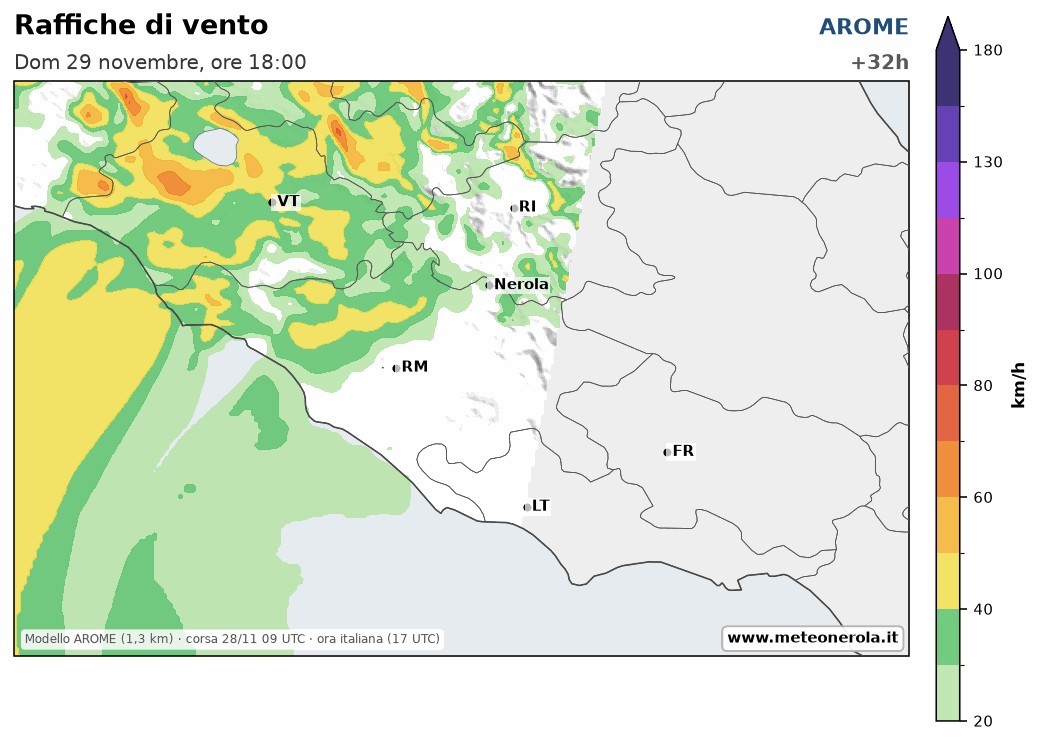 Raffiche di vento
AROME
Dom 29 novembre, ore 18:00
+32h
VT
RI
Nerola
RM
FR
LT
Modello AROME (1,3 km) · corsa 28/11 09 UTC · ora italiana (17 UTC)
www.meteonerola.it
180
130
100
80
60
40
20
km/h